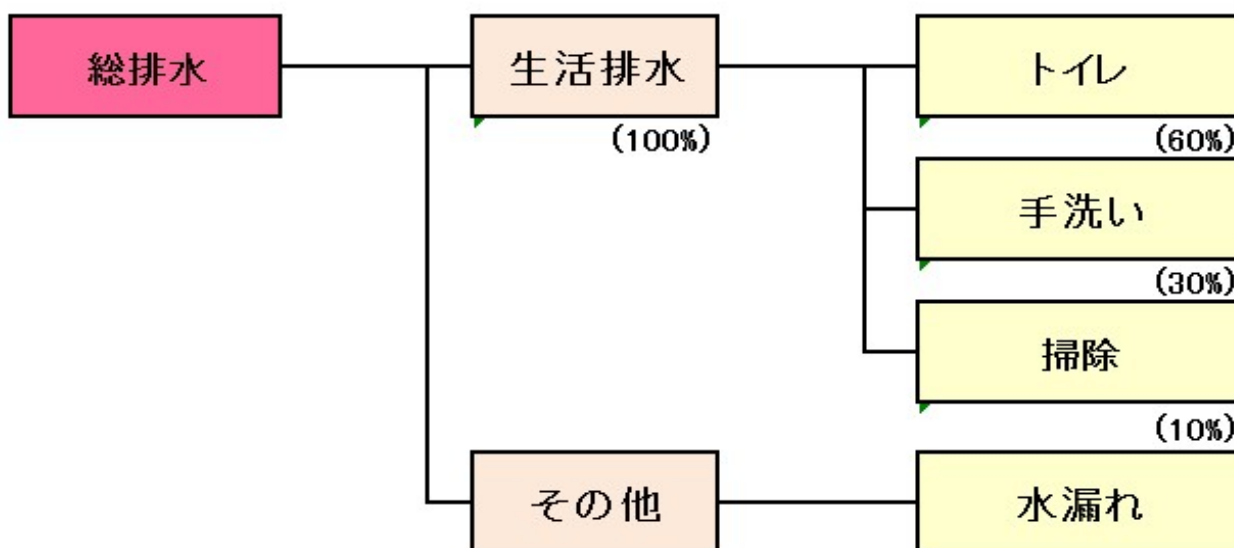 総排水
生活排水
(100%)
トイレ
(60%)
手洗い
(30%)
掃除
(10%)
その他
水漏れ